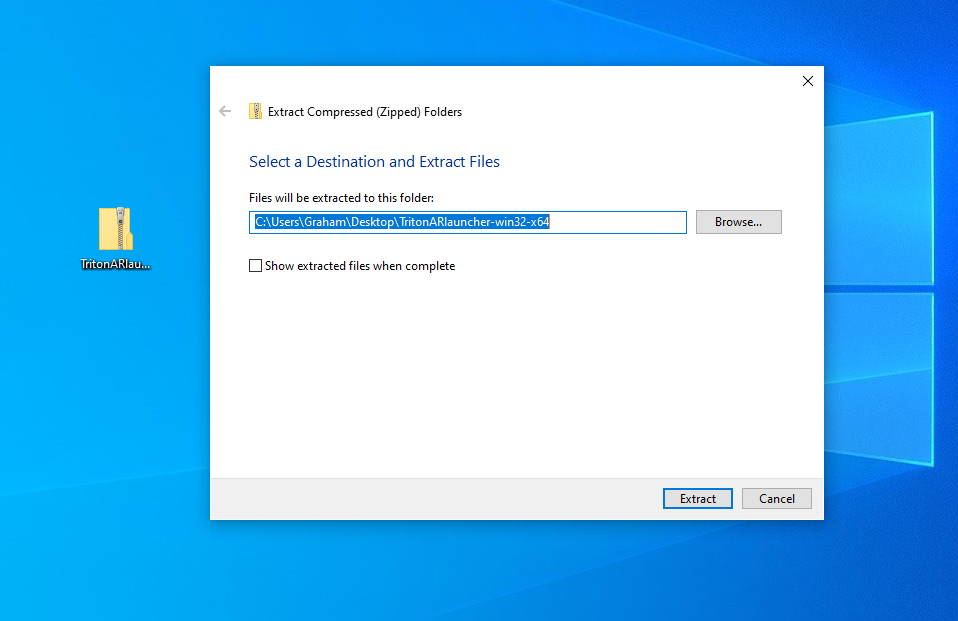 Extract Compressed (Zipped) Folders
Select a Destination and Extract Files
Files will be extracted to this folder:
C:\Users\Graham\Desktop\TritonARlauncher-win32-x64
Browse...
Show extracted files when complete
TritonARlau...
Extract
Cancel